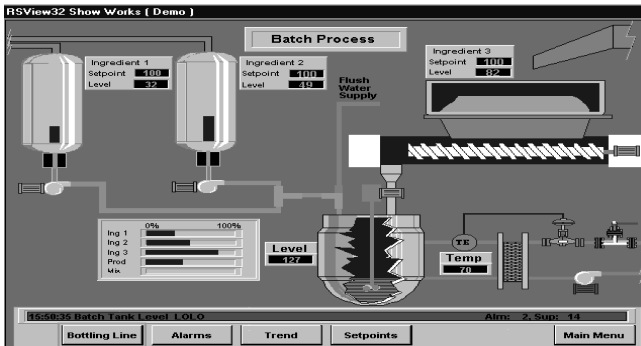 RSView32 Show Works ( Demo )
Batch Process
Ingredient 1
Setpoint 100
Level 32
Ingredient 2
Setpoint 100
Level 49
Ingredient 3
Setpoint 100
Level 82
Flush
Water
Supply
0% 100%
Ing 1
Ing 2
Ing 3
Prod
Mix
Level
127
TE
Temp
70
15:50:35 Batch Tank Level LOLO Alm: 2, Sup: 14
Bottling Line Alarms Trend Setpoints Main Menu